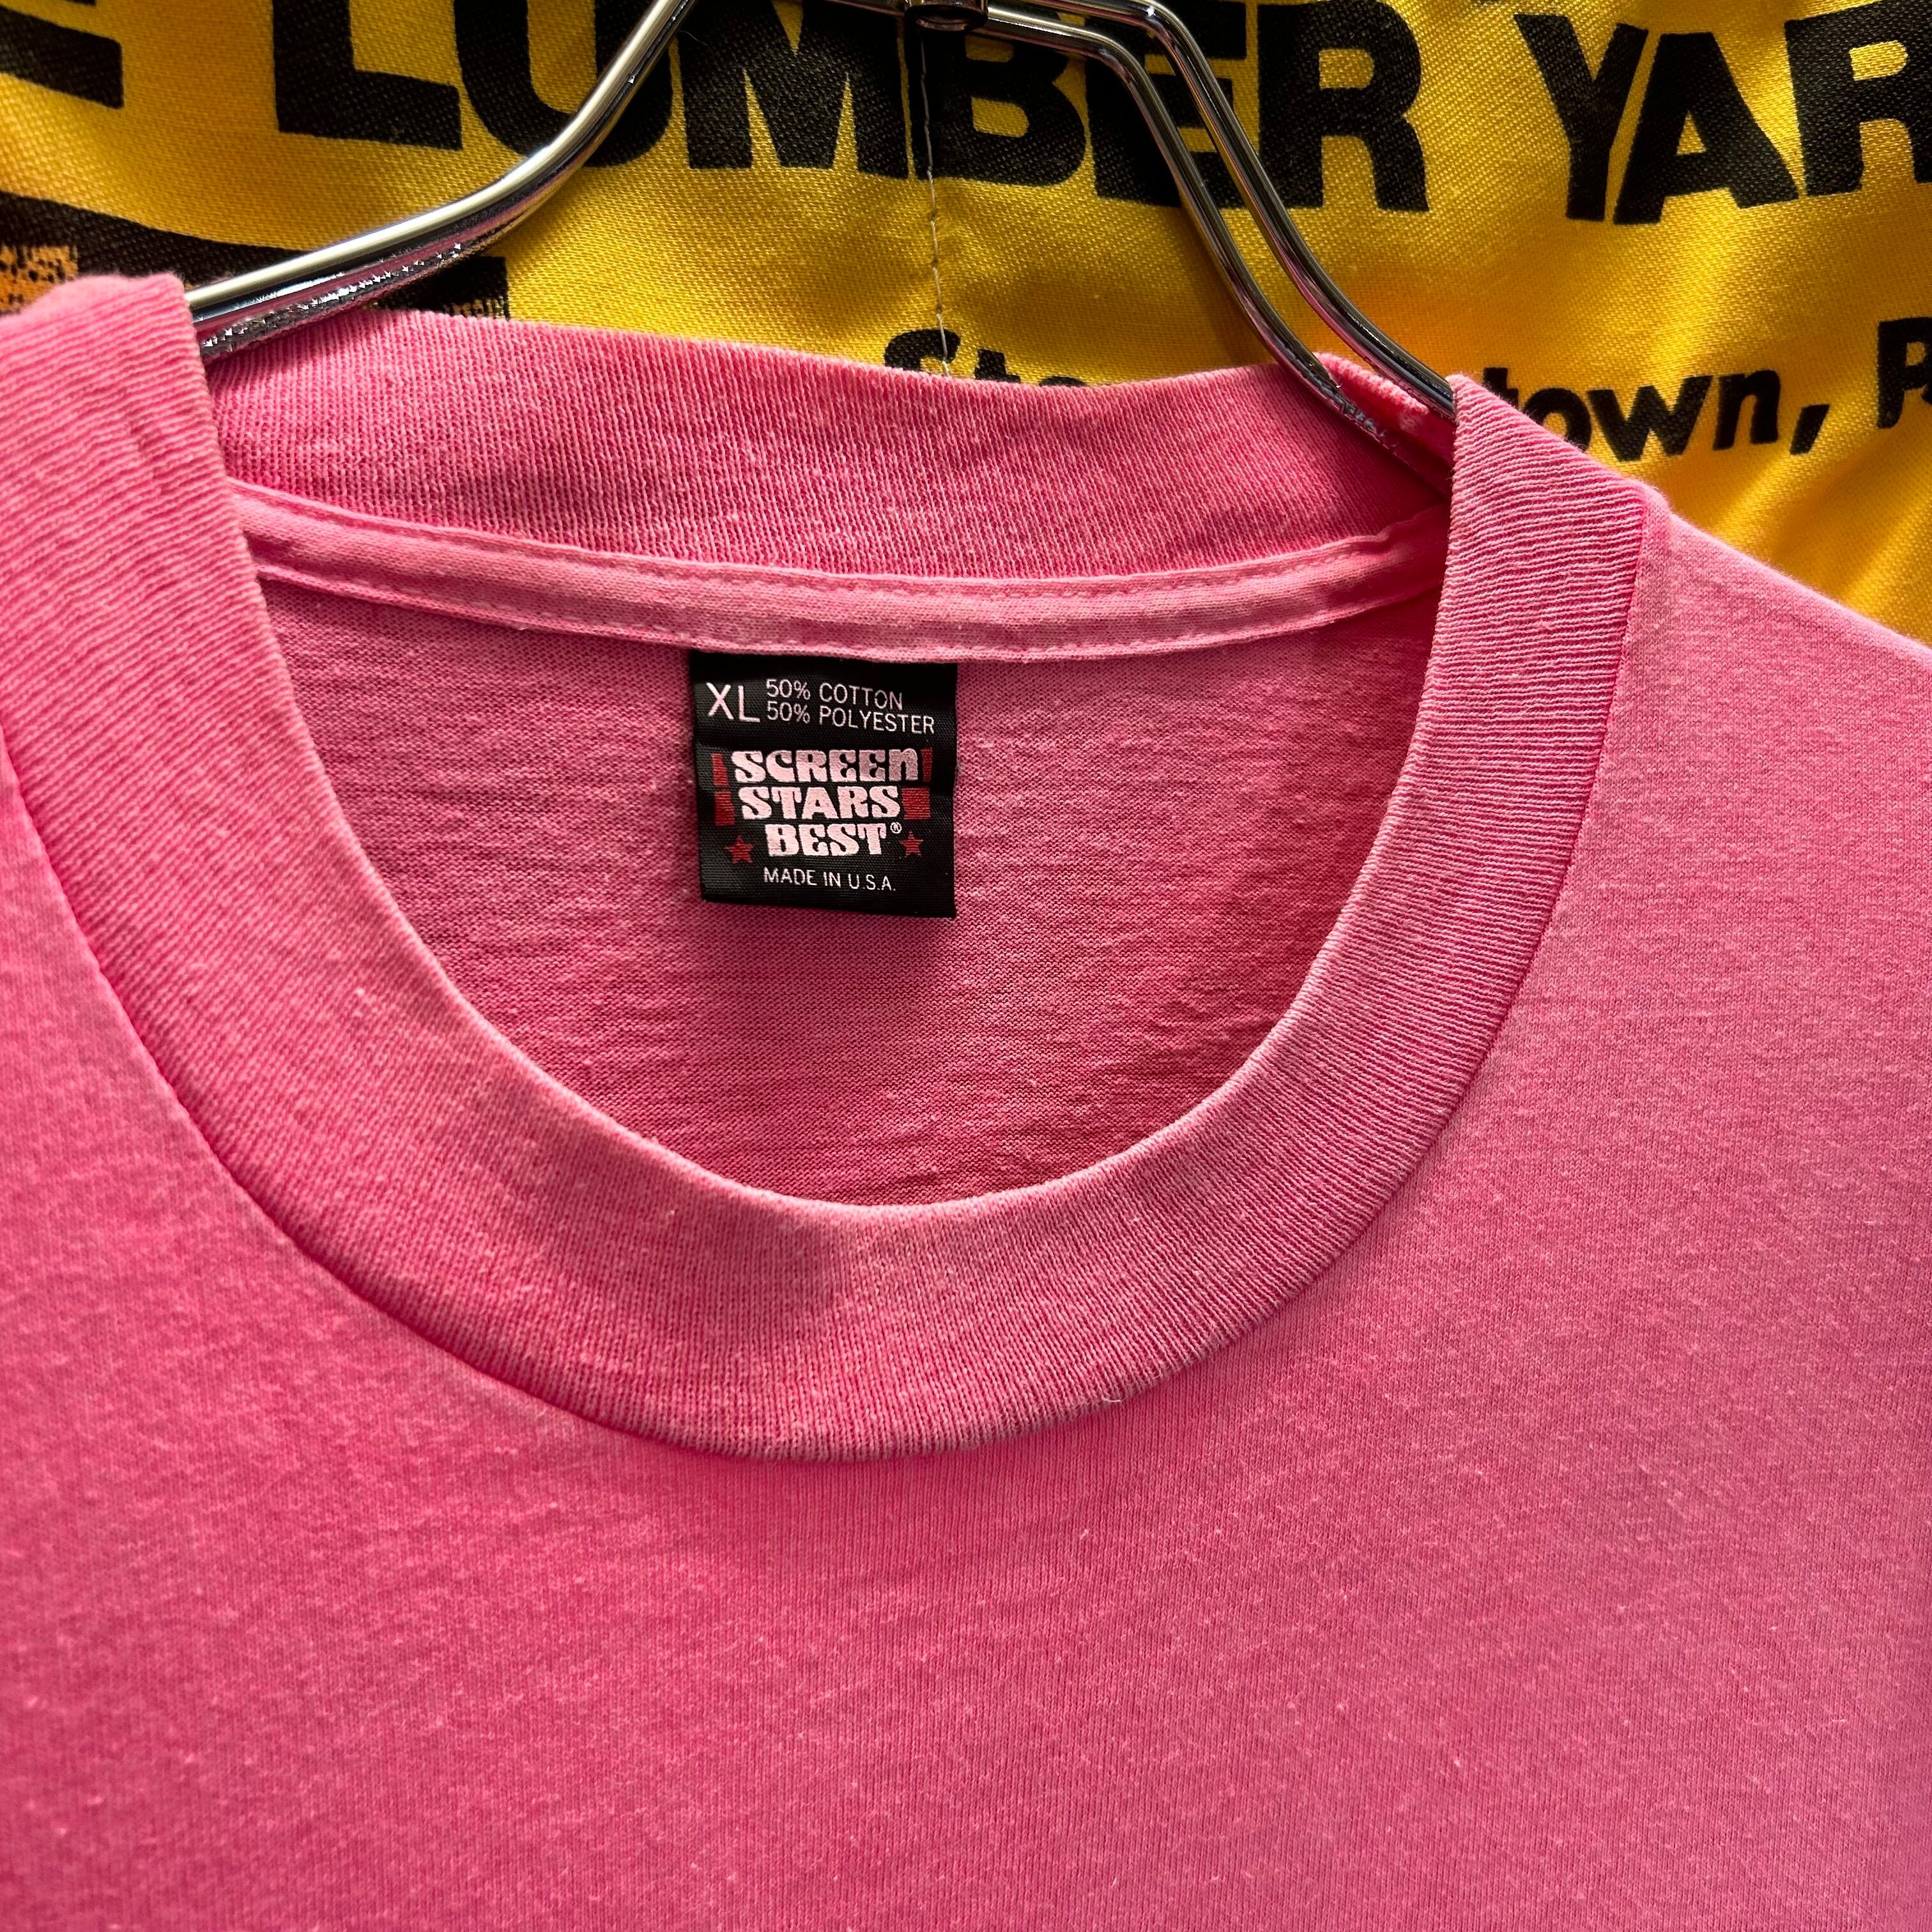 LUMBER YAR
town,
XL 50% COTTON
50% POLYESTER
SCREEN
STARS
BEST®
MADE IN U.S.A.